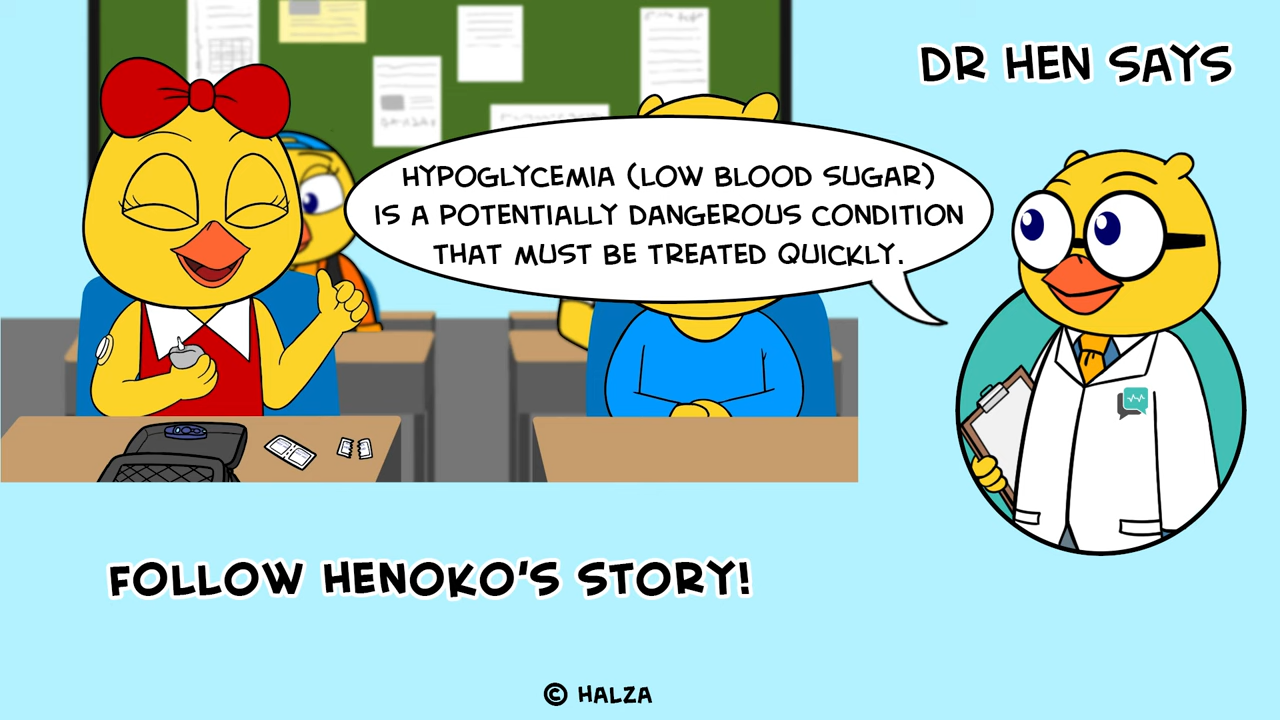 DR HEN SAYS
HYPOGLYCEMIA (LOW BLOOD SUGAR)
IS A POTENTIALLY DANGEROUS CONDITION
THAT MUST BE TREATED QUICKLY.
FOLLOW HENOKO'S STORY!
© HALZA